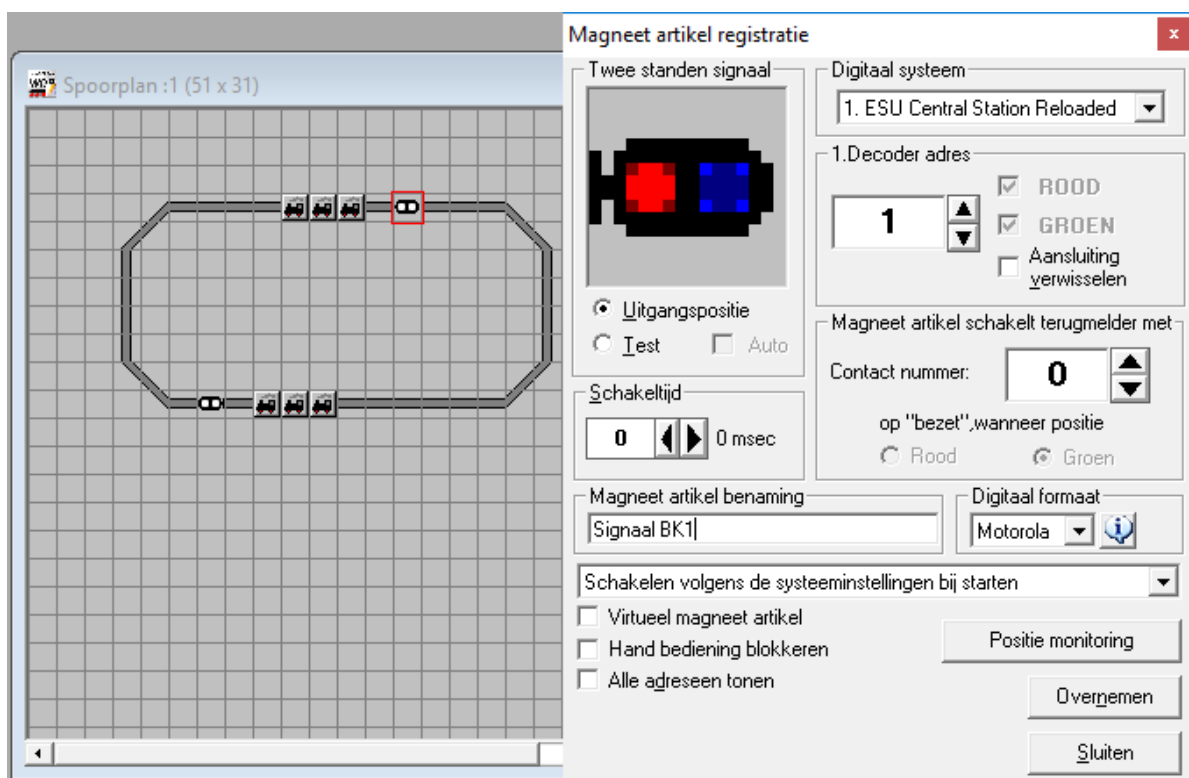 Spoorplan :1 (51 x 31)
Magneet artikel registratie
x
Twee standen signaal
Uitgangspositie
Test
Auto
Schakeltijd
0
0 msec
Digitaal systeem
1. ESU Central Station Reloaded
1.Decoder adres
1
ROOD
GROEN
Aansluiting
verwisselen
Magneet artikel schakelt terugmelder met
Contact nummer:
0
op "bezet",wanneer positie
Rood
Groen
Magneet artikel benaming
Signaal BK1
Digitaal formaat
Motorola
Schakelen volgens de systeeminstellingen bij starten
Virtueel magneet artikel
Hand bediening blokkeren
Alle adreseen tonen
Positie monitoring
Overnemen
Sluiten